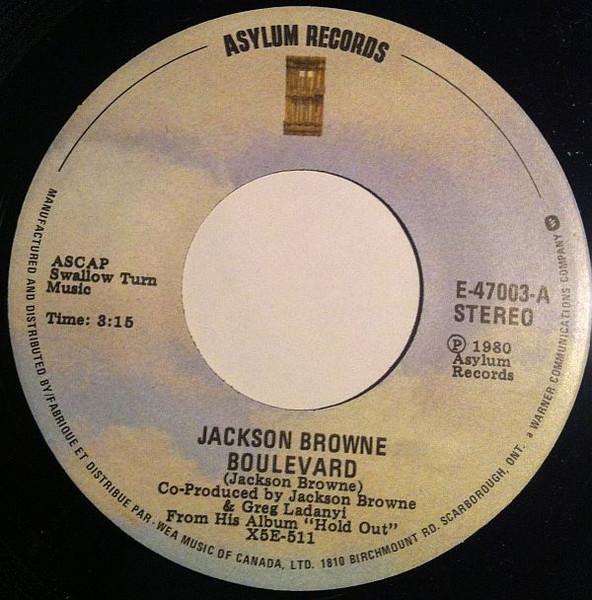 ASYLUM RECORDS
ASCAP
Swallow Turn
Music
Time: 3:15
E-47003-A
STEREO
Ⓟ 1980
Asylum
Records
JACKSON BROWNE
BOULEVARD
(Jackson Browne)
Co-Produced by Jackson Browne
& Greg Ladanyi
From His Album "Hold Out"
X5E-511
MANUFACTURED AND DISTRIBUTED BY/FABRIQUE ET DISTRIBUE PAR-WEA MUSIC OF CANADA, LTD. 1810 BIRCHMOUNT RD. SCARBOROUGH, ONT. a WARNER COMMUNICATIONS COMPANY